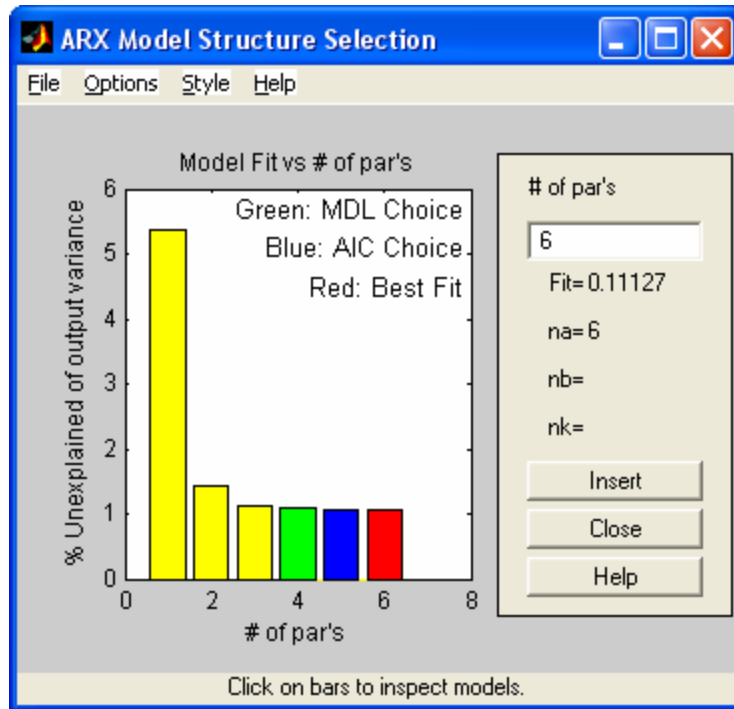 ARX Model Structure Selection
File Options Style Help
Model Fit vs # of par's
% Unexplained of output variance
6
5
4
3
2
1
0
Green: MDL Choice
Blue: AIC Choice
Red: Best Fit
0 2 4 6 8
# of par's
# of par's
6
Fit= 0.11127
na= 6
nb=
nk=
Insert
Close
Help
Click on bars to inspect models.